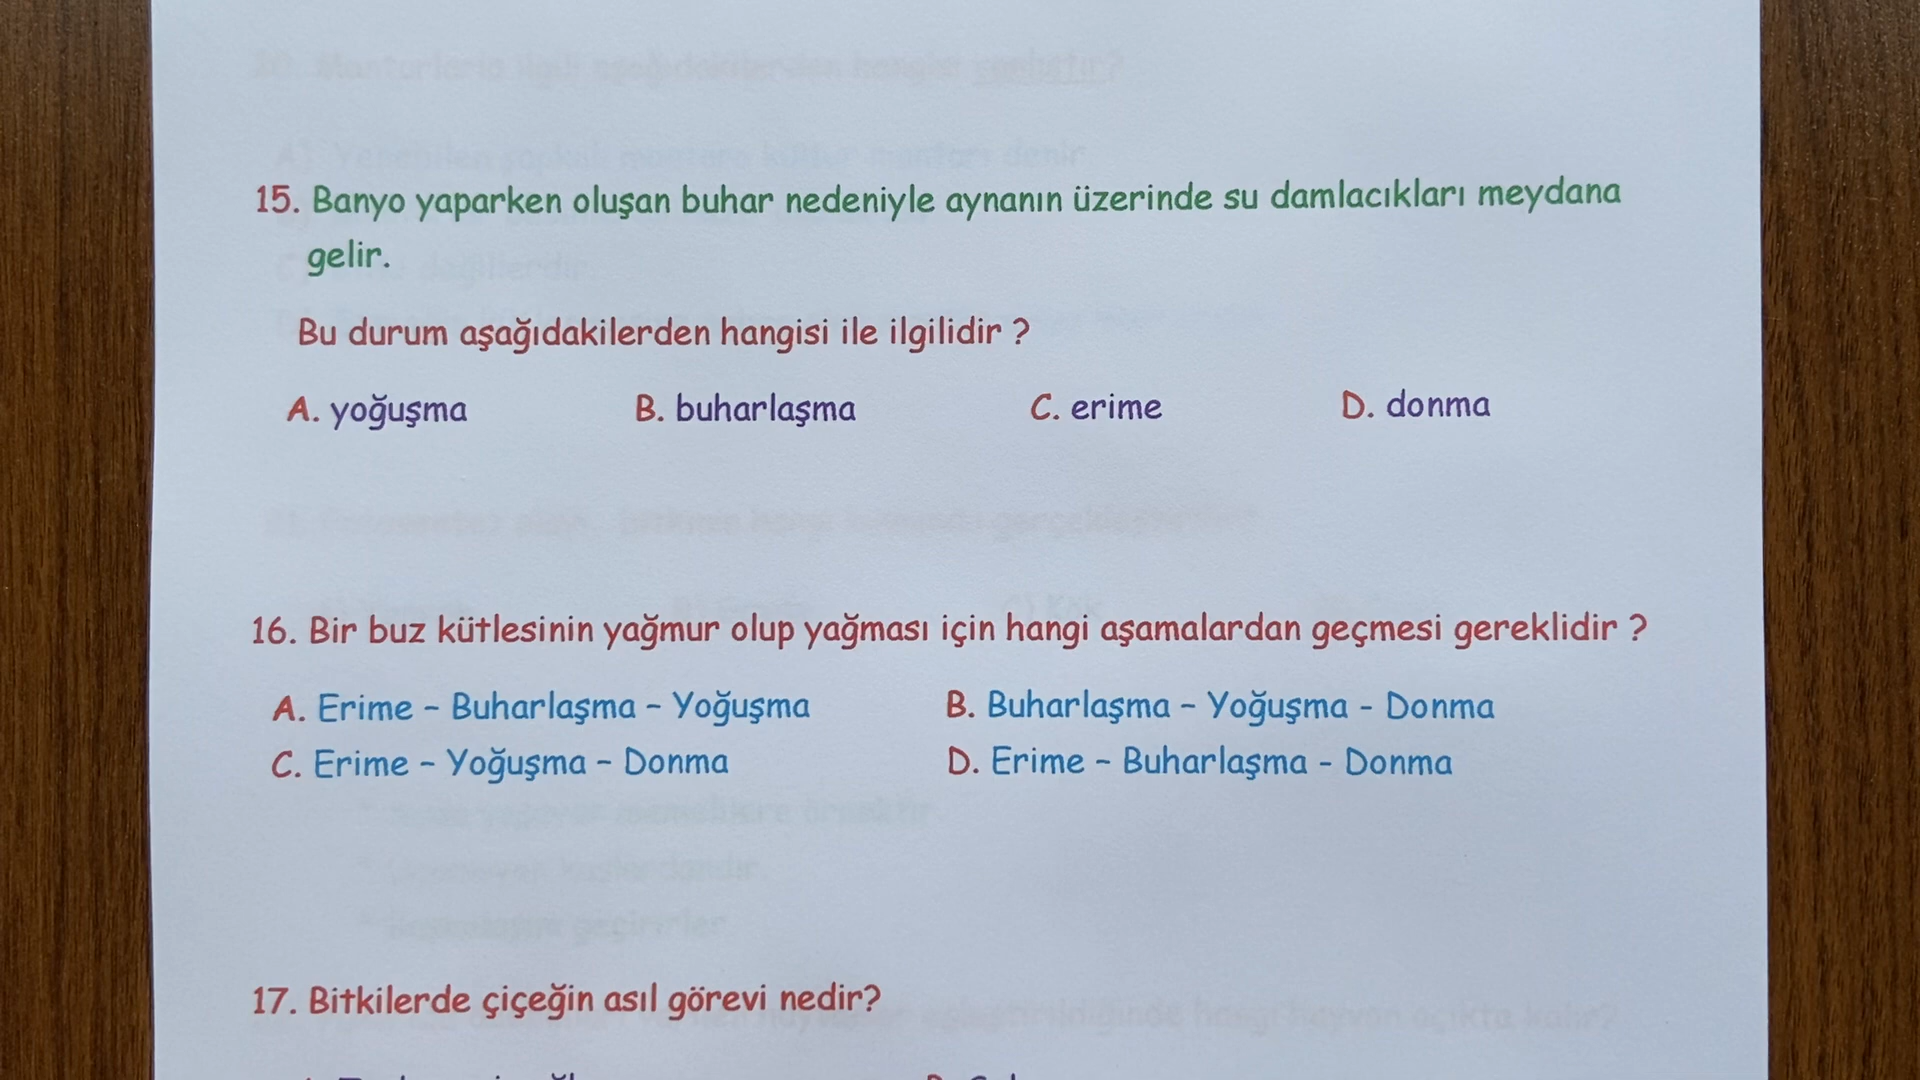 15. Banyo yaparken oluşan buhar nedeniyle aynanın üzerinde su damlacıkları meydana
gelir.
Bu durum aşağıdakilerden hangisi ile ilgilidir ?
A. yoğuşma B. buharlaşma C. erime D. donma
16. Bir buz kütlesinin yağmur olup yağması için hangi aşamalardan geçmesi gereklidir ?
A. Erime - Buharlaşma - Yoğuşma B. Buharlaşma - Yoğuşma - Donma
C. Erime - Yoğuşma - Donma D. Erime - Buharlaşma - Donma
17. Bitkilerde çiçeğin asıl görevi nedir?